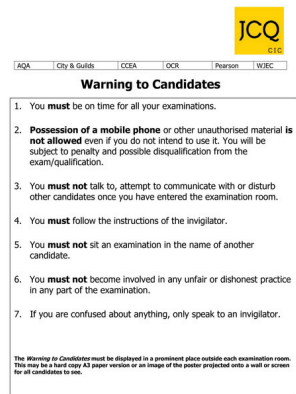 JCQ
CIC
AQA City & Guilds CCEA OCR Pearson WJEC
Warning to Candidates
1. You must be on time for all your examinations.
2. Possession of a mobile phone or other unauthorised material is
not allowed even if you do not intend to use it. You will be
subject to penalty and possible disqualification from the
exam/qualification.
3. You must not talk to, attempt to communicate with or disturb
other candidates once you have entered the examination room.
4. You must follow the instructions of the invigilator.
5. You must not sit an examination in the name of another
candidate.
6. You must not become involved in any unfair or dishonest practice
in any part of the examination.
7. If you are confused about anything, only speak to an invigilator.
The Warning to Candidates must be displayed in a prominent place outside each examination room.
This may be a hard copy A3 paper version or an image of the poster projected onto a wall or screen
for all candidates to see.